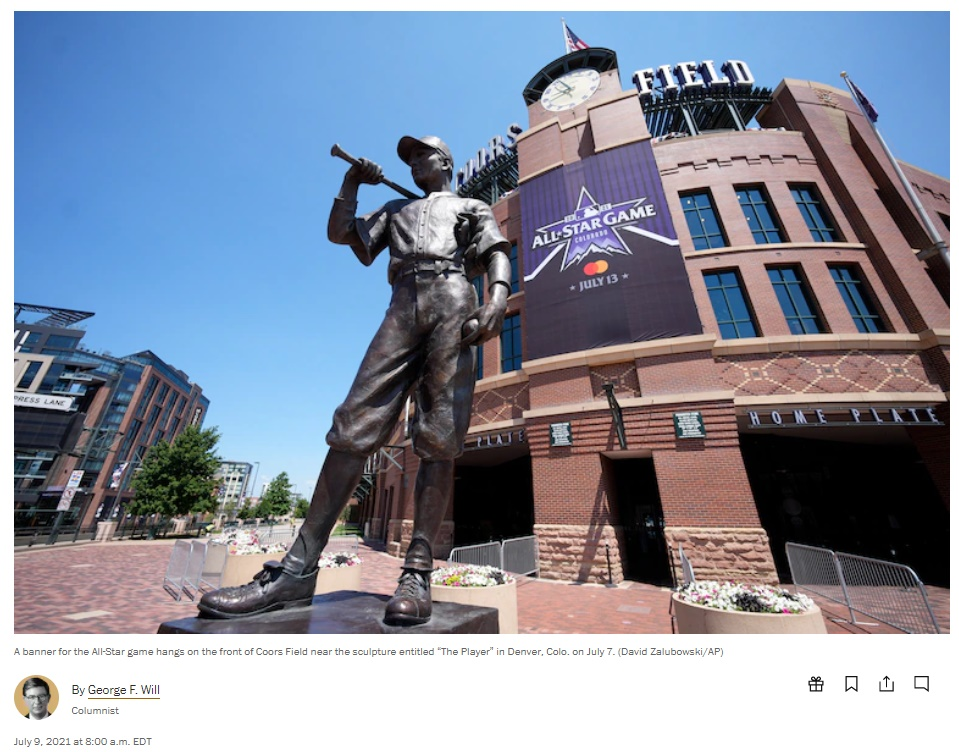 FIELD
COORS
ALL★STAR GAME
COLORADO
★ JULY 13 ★
PRESS LANE
PLATE
HOME PLATE
A banner for the All-Star game hangs on the front of Coors Field near the sculpture entitled “The Player” in Denver, Colo. on July 7. (David Zalubowski/AP)
By George F. Will
Columnist
July 9, 2021 at 8:00 a.m. EDT